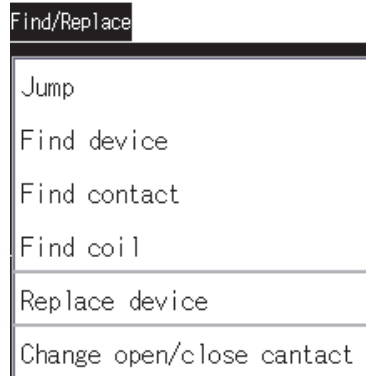 Find/Replace
Jump
Find device
Find contact
Find coil
Replace device
Change open/close cantact